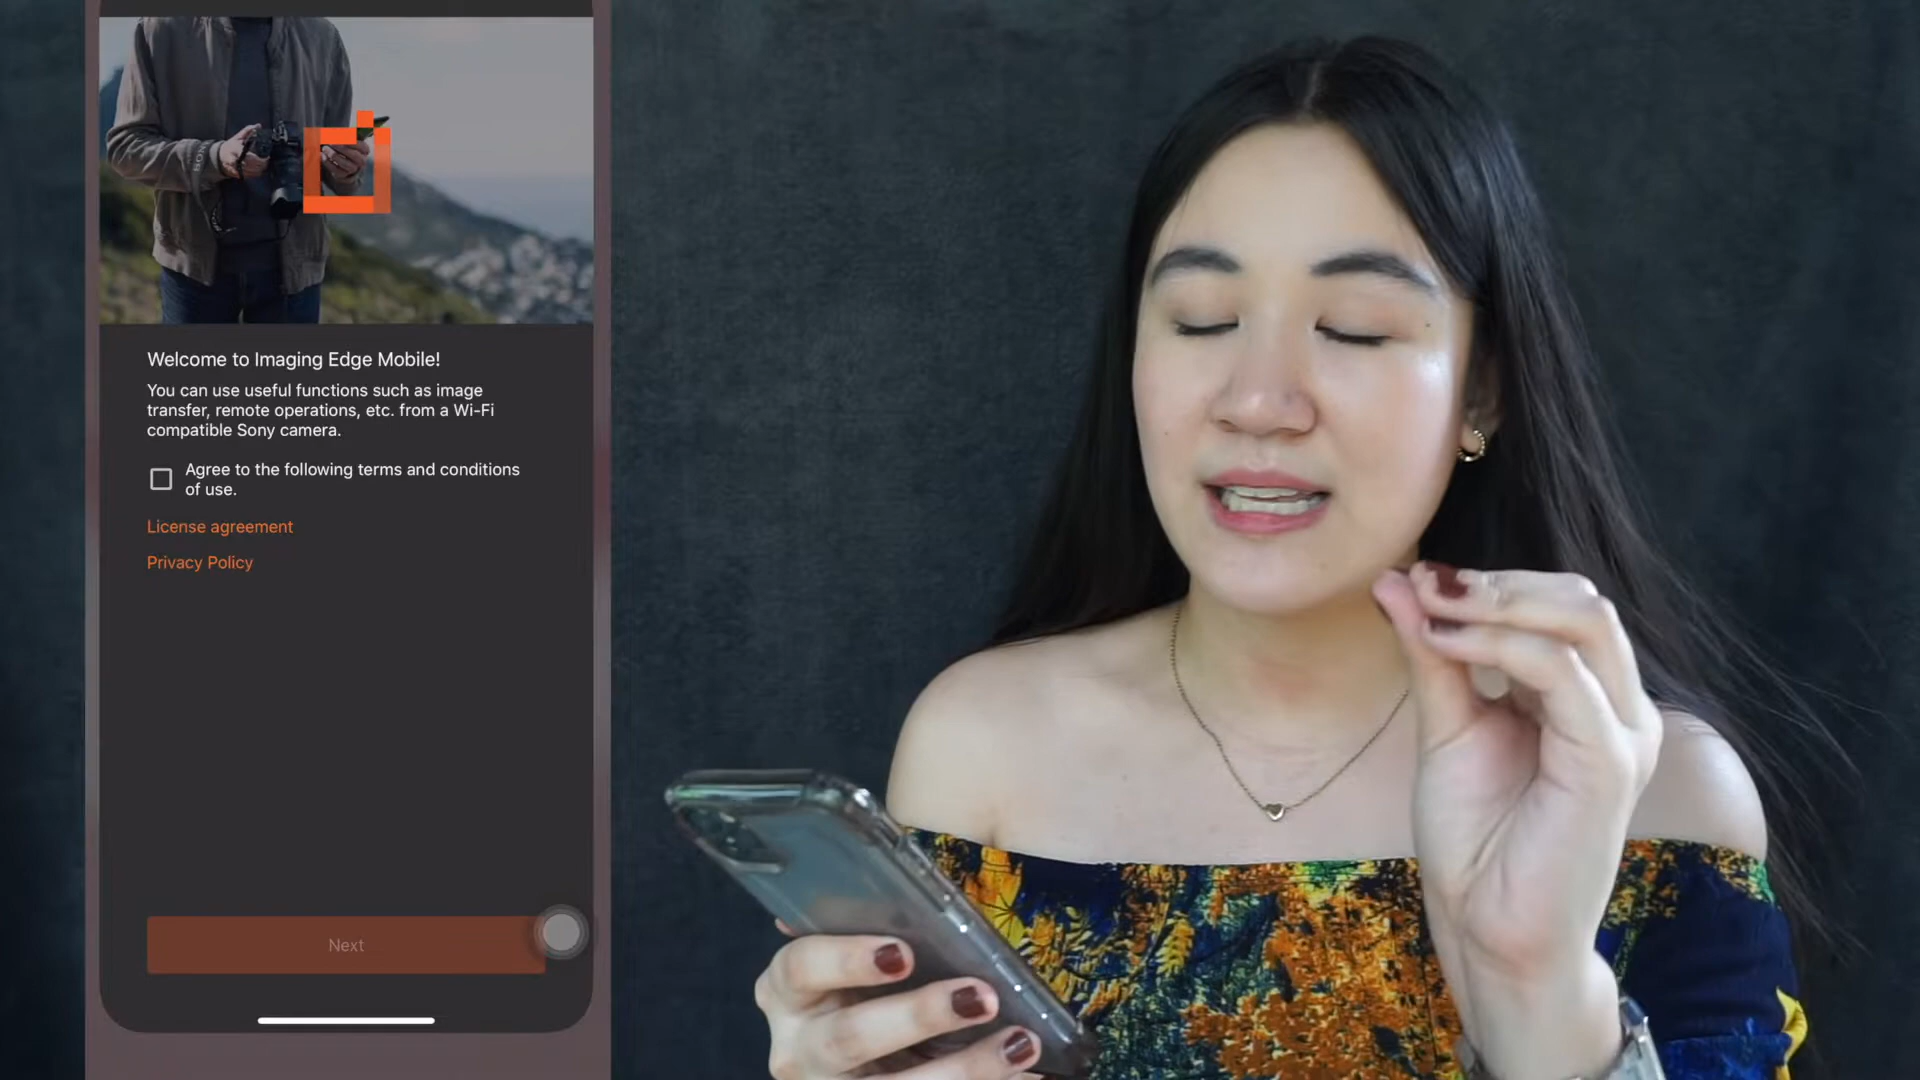 Welcome to Imaging Edge Mobile!
You can use useful functions such as image
transfer, remote operations, etc. from a Wi-Fi
compatible Sony camera.
Agree to the following terms and conditions
of use.
License agreement
Privacy Policy
Next